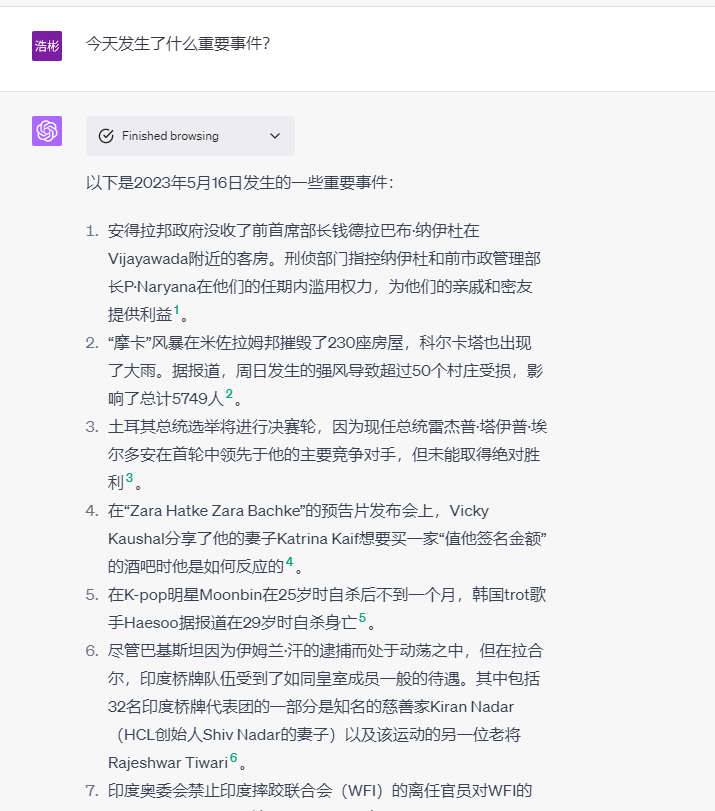 浩彬
今天发生了什么重要事件?
Finished browsing
以下是2023年5月16日发生的一些重要事件：
1. 安得拉邦政府没收了前首席部长钱德拉巴布·纳伊杜在
Vijayawada附近的客房。刑侦部门指控纳伊杜和前市政管理部
长P·Naryana在他们的任期内滥用权力，为他们的亲戚和密友
提供利益1。
2. “摩卡”风暴在米佐拉姆邦摧毁了230座房屋，科尔卡塔也出现
了大雨。据报道，周日发生的强风导致超过50个村庄受损，影
响了总计5749人2。
3. 土耳其总统选举将进行决赛轮，因为现任总统雷杰普·塔伊普·埃
尔多安在首轮中领先于他的主要竞争对手，但未能取得绝对胜
利3。
4. 在“Zara Hatke Zara Bachke”的预告片发布会上，Vicky
Kaushal分享了他的妻子Katrina Kaif想要买一家“值他签名金额”
的酒吧时他是如何反应的4。
5. 在K-pop明星Moonbin在25岁时自杀后不到一个月，韩国trot歌
手Haesoo据报道在29岁时自杀身亡5。
6. 尽管巴基斯坦因为伊姆兰·汗的逮捕而处于动荡之中，但在拉合
尔，印度桥牌队伍受到了如同皇室成员一般的待遇。其中包括
32名印度桥牌代表团的一部分是知名的慈善家Kiran Nadar
（HCL创始人Shiv Nadar的妻子）以及该运动的另一位老将
Rajeshwar Tiwari6。
7. 印度奥委会禁止印度摔跤联合会（WFI）的离任官员对WFI的